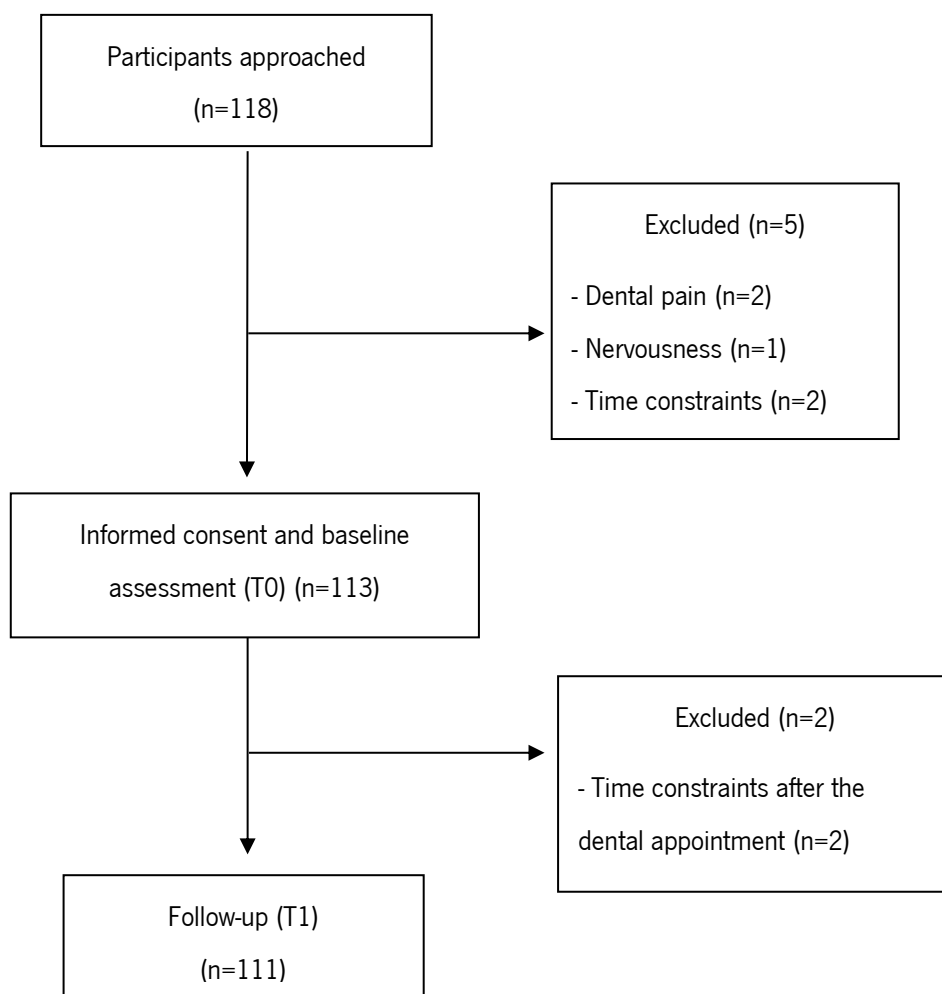 Participants approached
(n=118)
Excluded (n=5)
- Dental pain (n=2)
- Nervousness (n=1)
- Time constraints (n=2)
Informed consent and baseline
assessment (T0) (n=113)
Excluded (n=2)
- Time constraints after the
dental appointment (n=2)
Follow-up (T1)
(n=111)